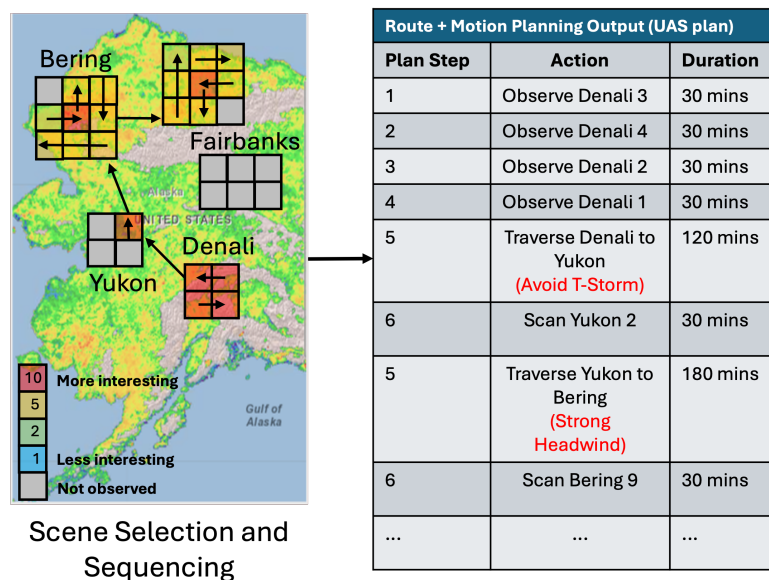 Bering
Fairbanks
Alaska
UNITED STATES
Denali
Yukon
10 More interesting
5
2
1 Less interesting
Not observed
Gulf of
Alaska
Scene Selection and
Sequencing
Route + Motion Planning Output (UAS plan)
Plan Step Action Duration
1 Observe Denali 3 30 mins
2 Observe Denali 4 30 mins
3 Observe Denali 2 30 mins
4 Observe Denali 1 30 mins
5 Traverse Denali to 120 mins
Yukon
(Avoid T-Storm)
6 Scan Yukon 2 30 mins
5 Traverse Yukon to 180 mins
Bering
(Strong
Headwind)
6 Scan Bering 9 30 mins
... ... ...